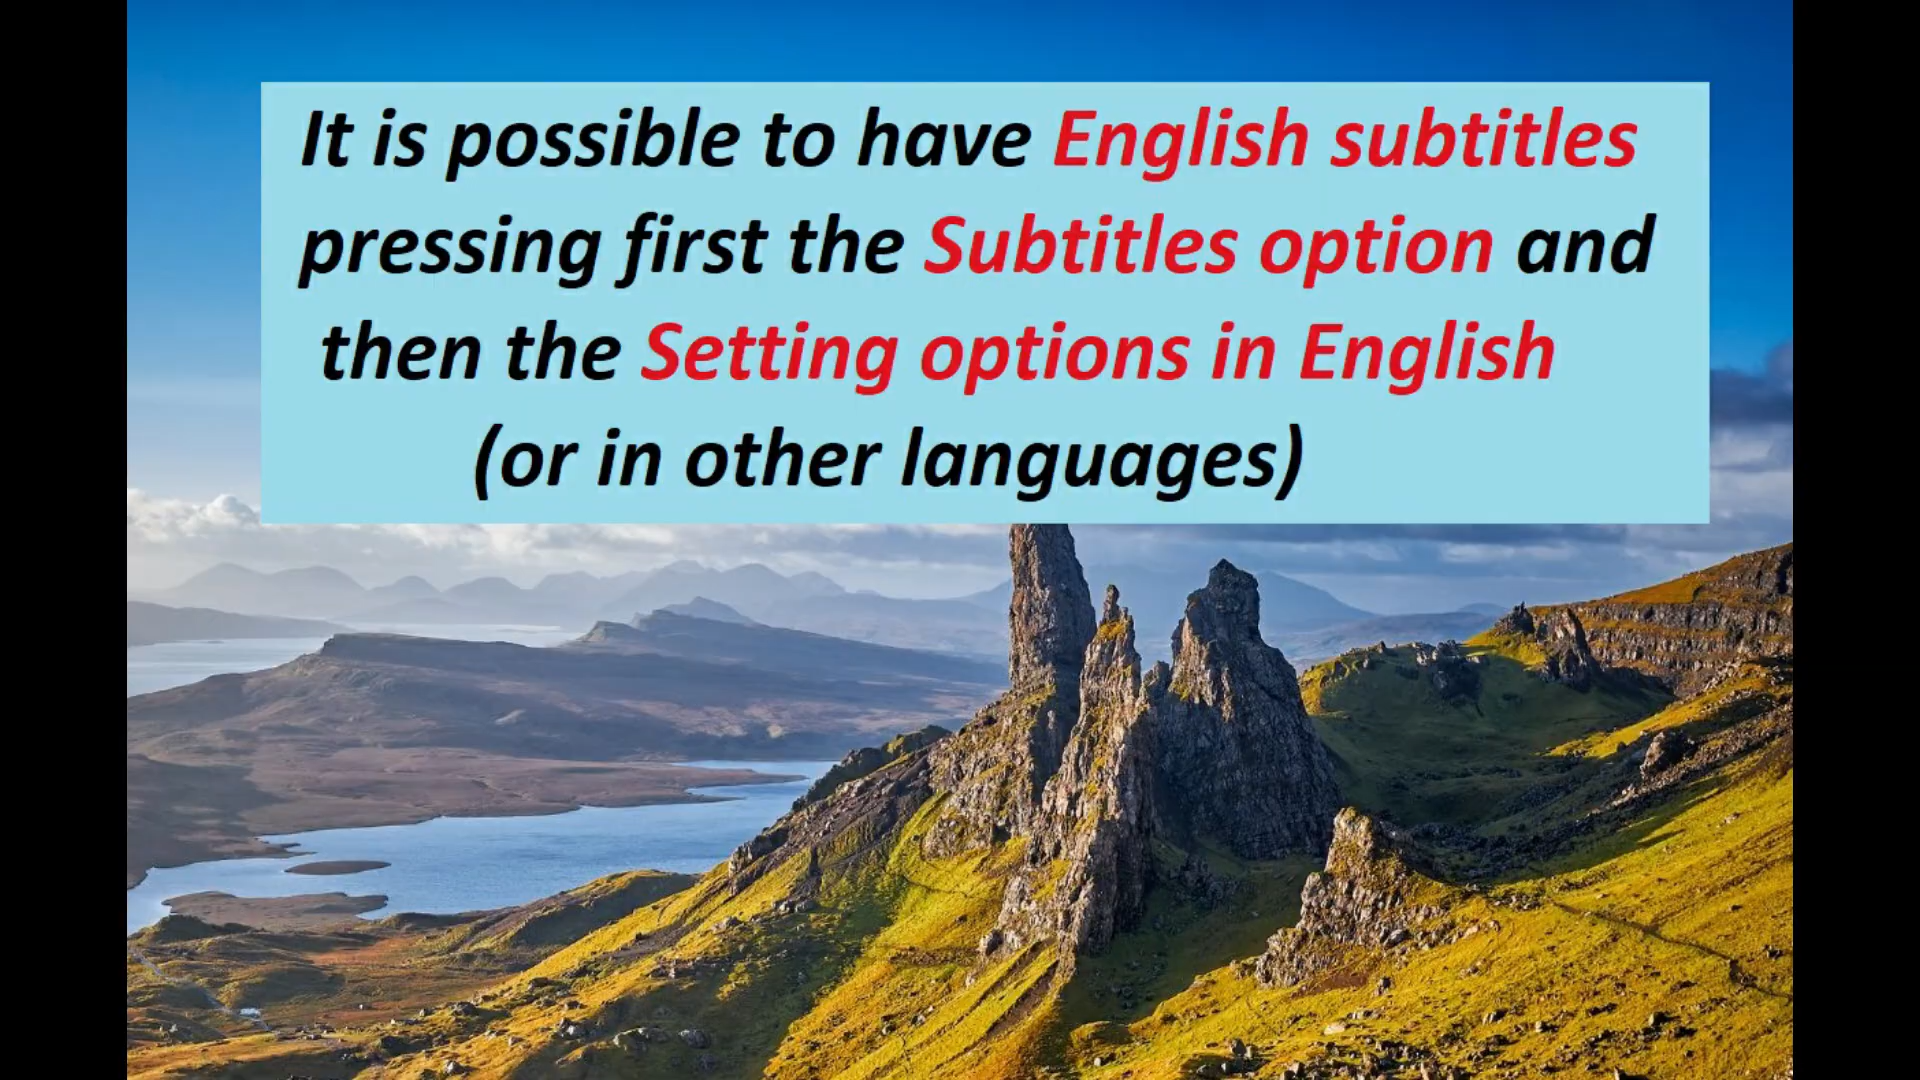 It is possible to have English subtitles
pressing first the Subtitles option and
then the Setting options in English
(or in other languages)